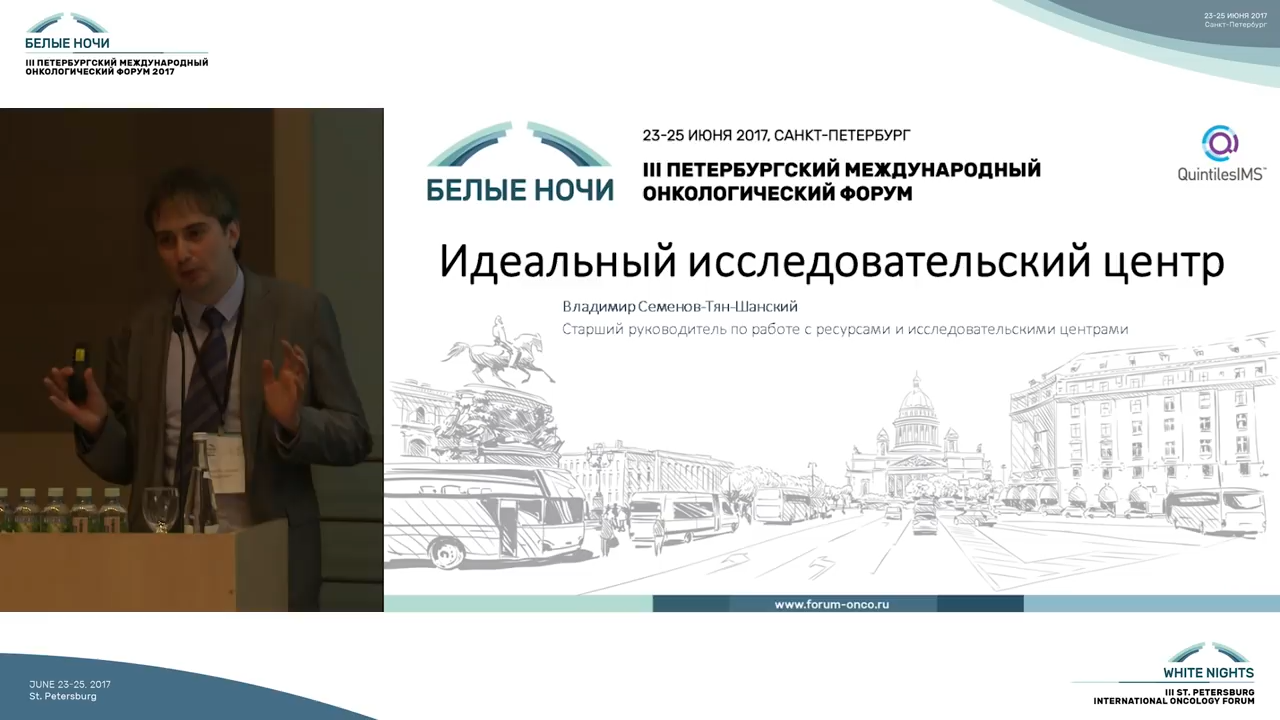 БЕЛЫЕ НОЧИ
III ПЕТЕРБУРГСКИЙ МЕЖДУНАРОДНЫЙ
ОНКОЛОГИЧЕСКИЙ ФОРУМ 2017
23-25 ИЮНЯ 2017
Санкт-Петербург
БЕЛЫЕ НОЧИ
23-25 ИЮНЯ 2017, САНКТ-ПЕТЕРБУРГ
III ПЕТЕРБУРГСКИЙ МЕЖДУНАРОДНЫЙ
ОНКОЛОГИЧЕСКИЙ ФОРУМ
QuintilesIMS™
Идеальный исследовательский центр
Владимир Семенов-Тян-Шанский
Старший руководитель по работе с ресурсами и исследовательскими центрами
www.forum-onco.ru
JUNE 23-25, 2017
St. Petersburg
WHITE NIGHTS
III ST. PETERSBURG
INTERNATIONAL ONCOLOGY FORUM